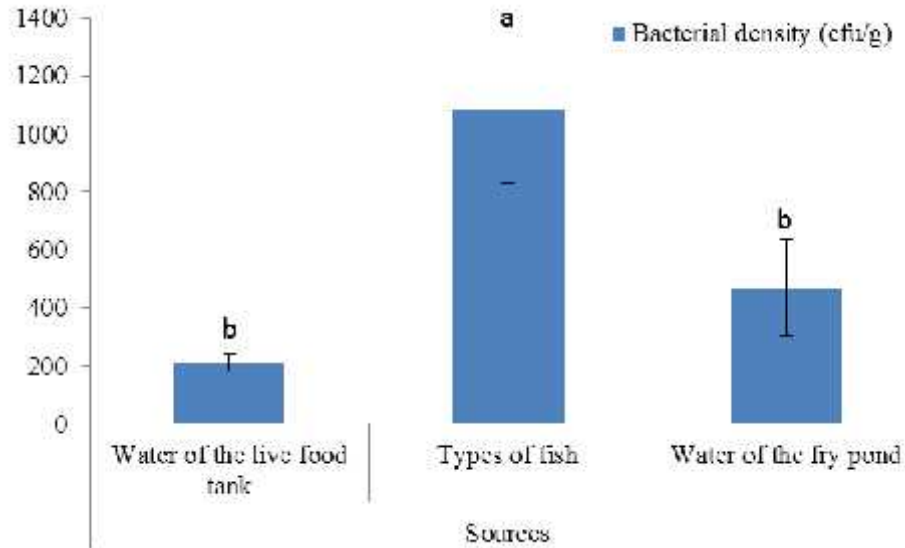 1400
1200
1000
800
600
400
200
0
a
Bacterial density (cfu/g)
b
b
Water of the live food
tank
Types of fish
Water of the fry pond
Sources